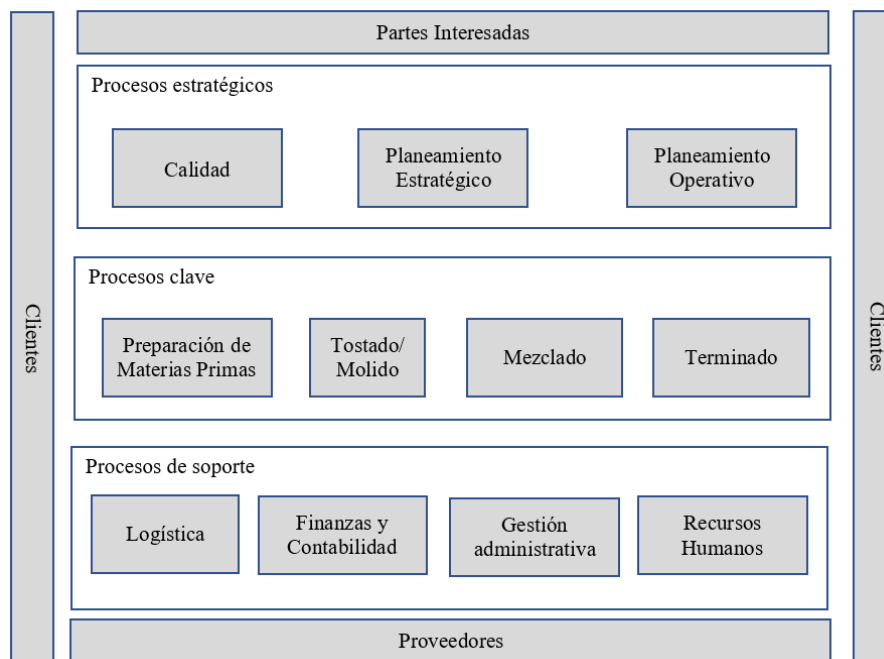 Partes Interesadas
Procesos estratégicos
Calidad
Planeamiento
Estratégico
Planeamiento
Operativo
Clientes
Procesos clave
Preparación de
Materias Primas
Tostado/
Molido
Mezclado
Terminado
Clientes
Procesos de soporte
Logística
Finanzas y
Contabilidad
Gestión
administrativa
Recursos
Humanos
Proveedores